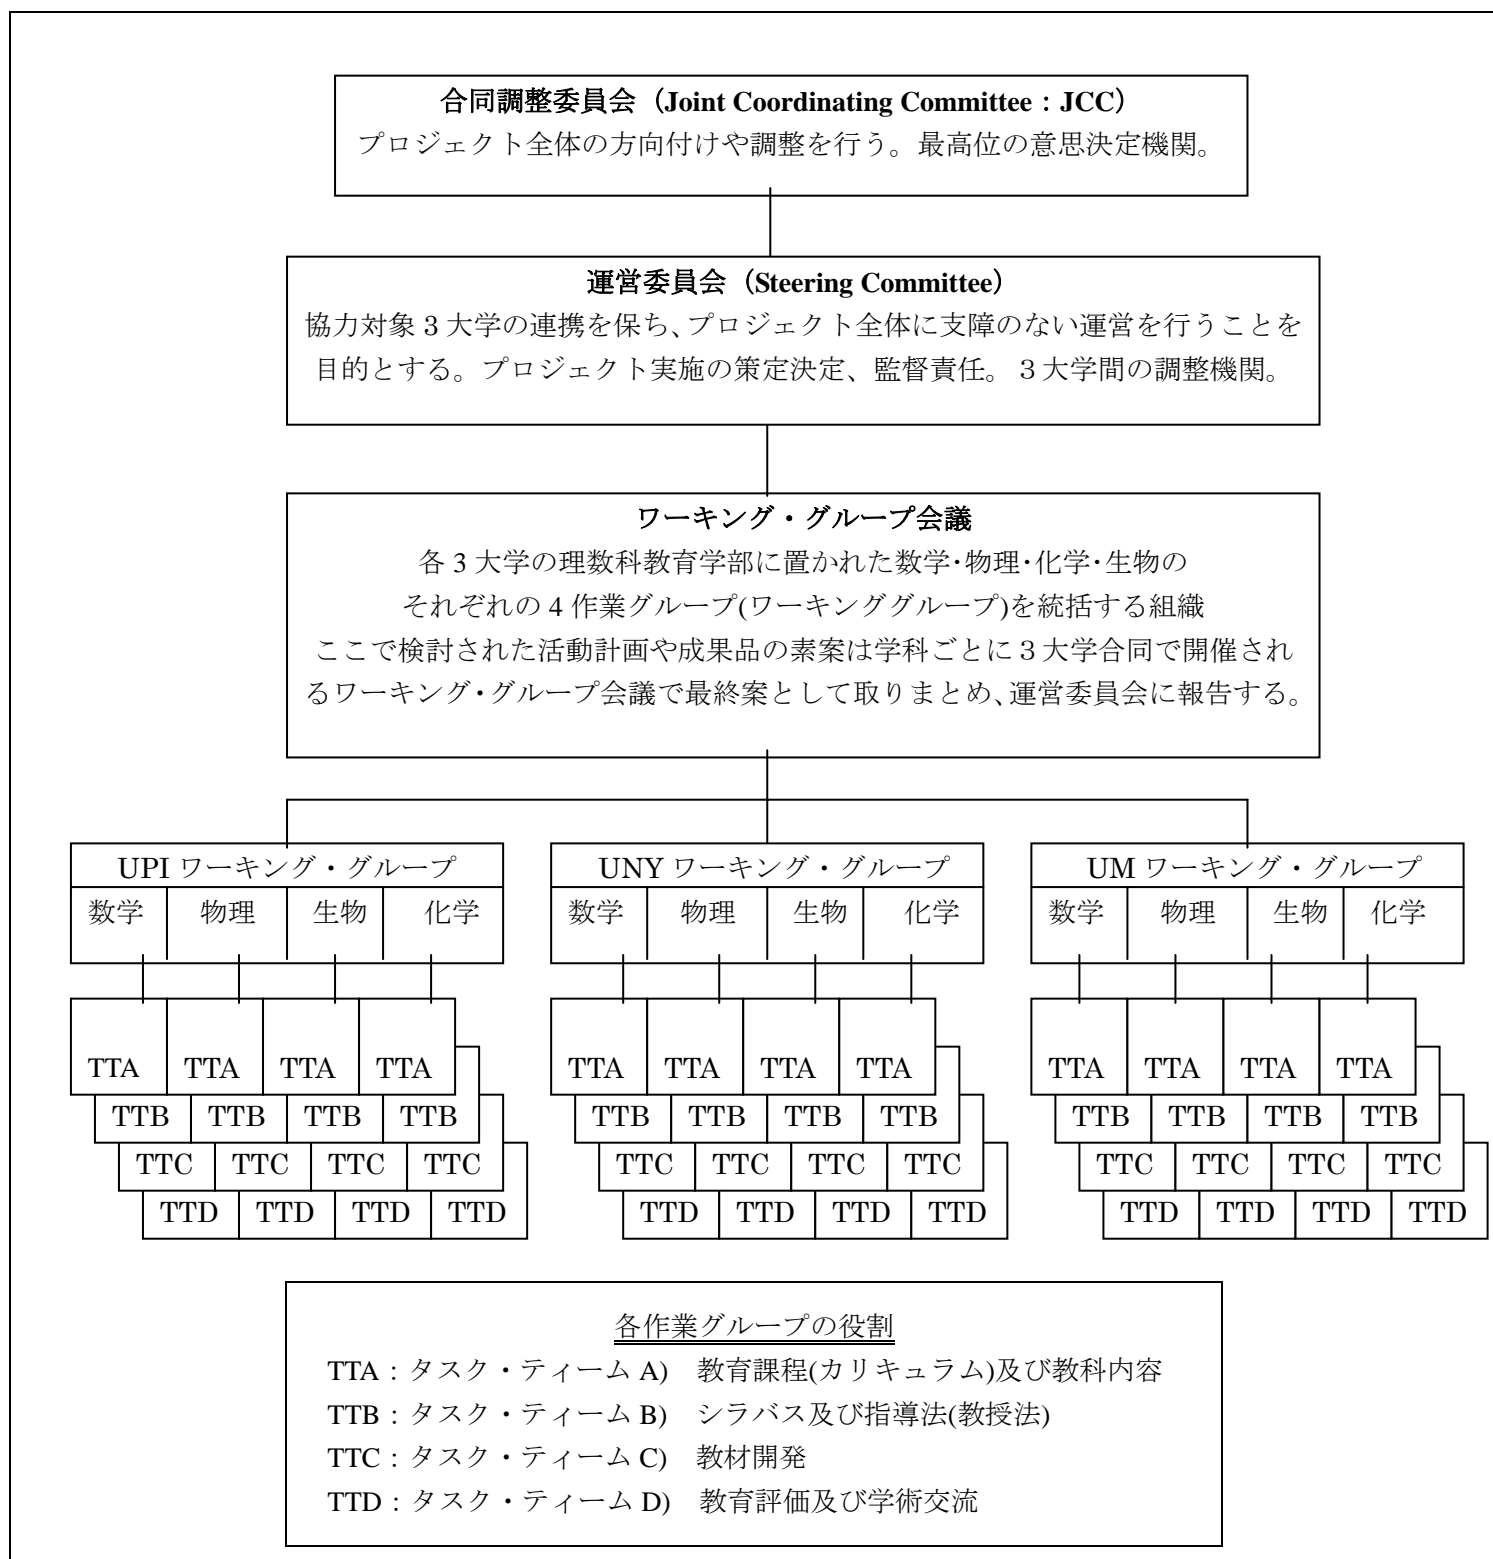 合同調整委員会（Joint Coordinating Committee：JCC）
プロジェクト全体の方向付けや調整を行う。最高位の意思決定機関。
運営委員会（Steering Committee）
協力対象 3 大学の連携を保ち、プロジェクト全体に支障のない運営を行うことを
目的とする。プロジェクト実施の策定決定、監督責任。３大学間の調整機関。
ワーキング・グループ会議
各 3 大学の理数科教育学部に置かれた数学･物理･化学･生物の
それぞれの 4 作業グループ(ワーキンググループ)を統括する組織
ここで検討された活動計画や成果品の素案は学科ごとに３大学合同で開催され
るワーキング･グループ会議で最終案として取りまとめ、運営委員会に報告する。
UPI ワーキング・グループ UNY ワーキング・グループ UM ワーキング・グループ
数学 物理 生物 化学 数学 物理 生物 化学 数学 物理 生物 化学
TTA TTA TTA TTA TTA TTA TTA TTA TTA TTA TTA TTA
TTB TTB TTB TTB TTB TTB TTB TTB TTB TTB TTB TTB
TTC TTC TTC TTC TTC TTC TTC TTC TTC TTC TTC TTC
TTD TTD TTD TTD TTD TTD TTD TTD TTD TTD TTD TTD
各作業グループの役割
TTA：タスク・ティーム A)　教育課程(カリキュラム)及び教科内容
TTB：タスク・ティーム B)　シラバス及び指導法(教授法)
TTC：タスク・ティーム C)　教材開発
TTD：タスク・ティーム D)　教育評価及び学術交流